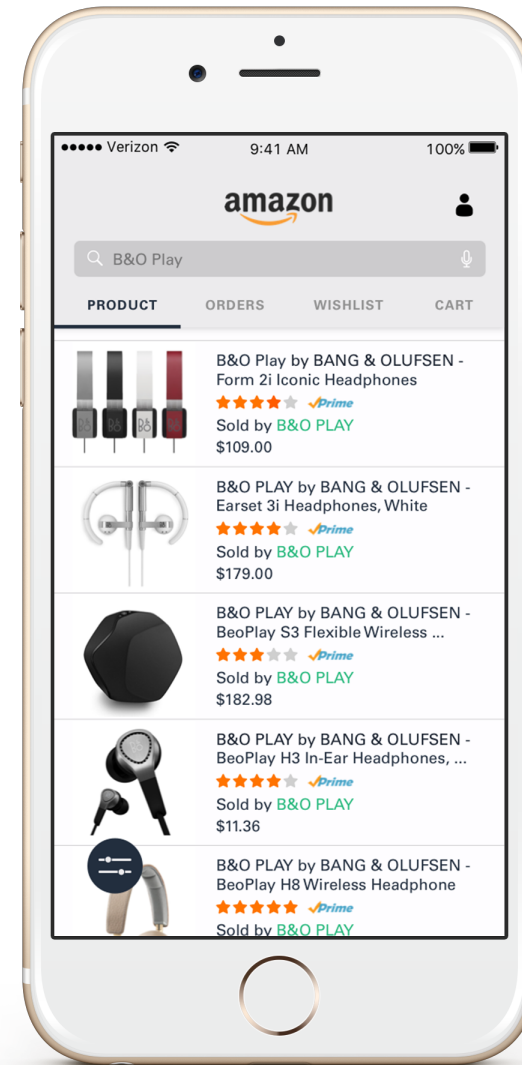 Verizon
9:41 AM
100%
amazon
B&O Play
PRODUCT
ORDERS
WISHLIST
CART
B&O Play by BANG & OLUFSEN -
Form 2i Iconic Headphones
Prime
Sold by B&O PLAY
$109.00
B&O PLAY by BANG & OLUFSEN -
Earset 3i Headphones, White
Prime
Sold by B&O PLAY
$179.00
B&O PLAY by BANG & OLUFSEN -
BeoPlay S3 Flexible Wireless ...
Prime
Sold by B&O PLAY
$182.98
B&O PLAY by BANG & OLUFSEN -
BeoPlay H3 In-Ear Headphones, ...
Prime
Sold by B&O PLAY
$11.36
B&O PLAY by BANG & OLUFSEN -
BeoPlay H8 Wireless Headphone
Prime
Sold by B&O PLAY